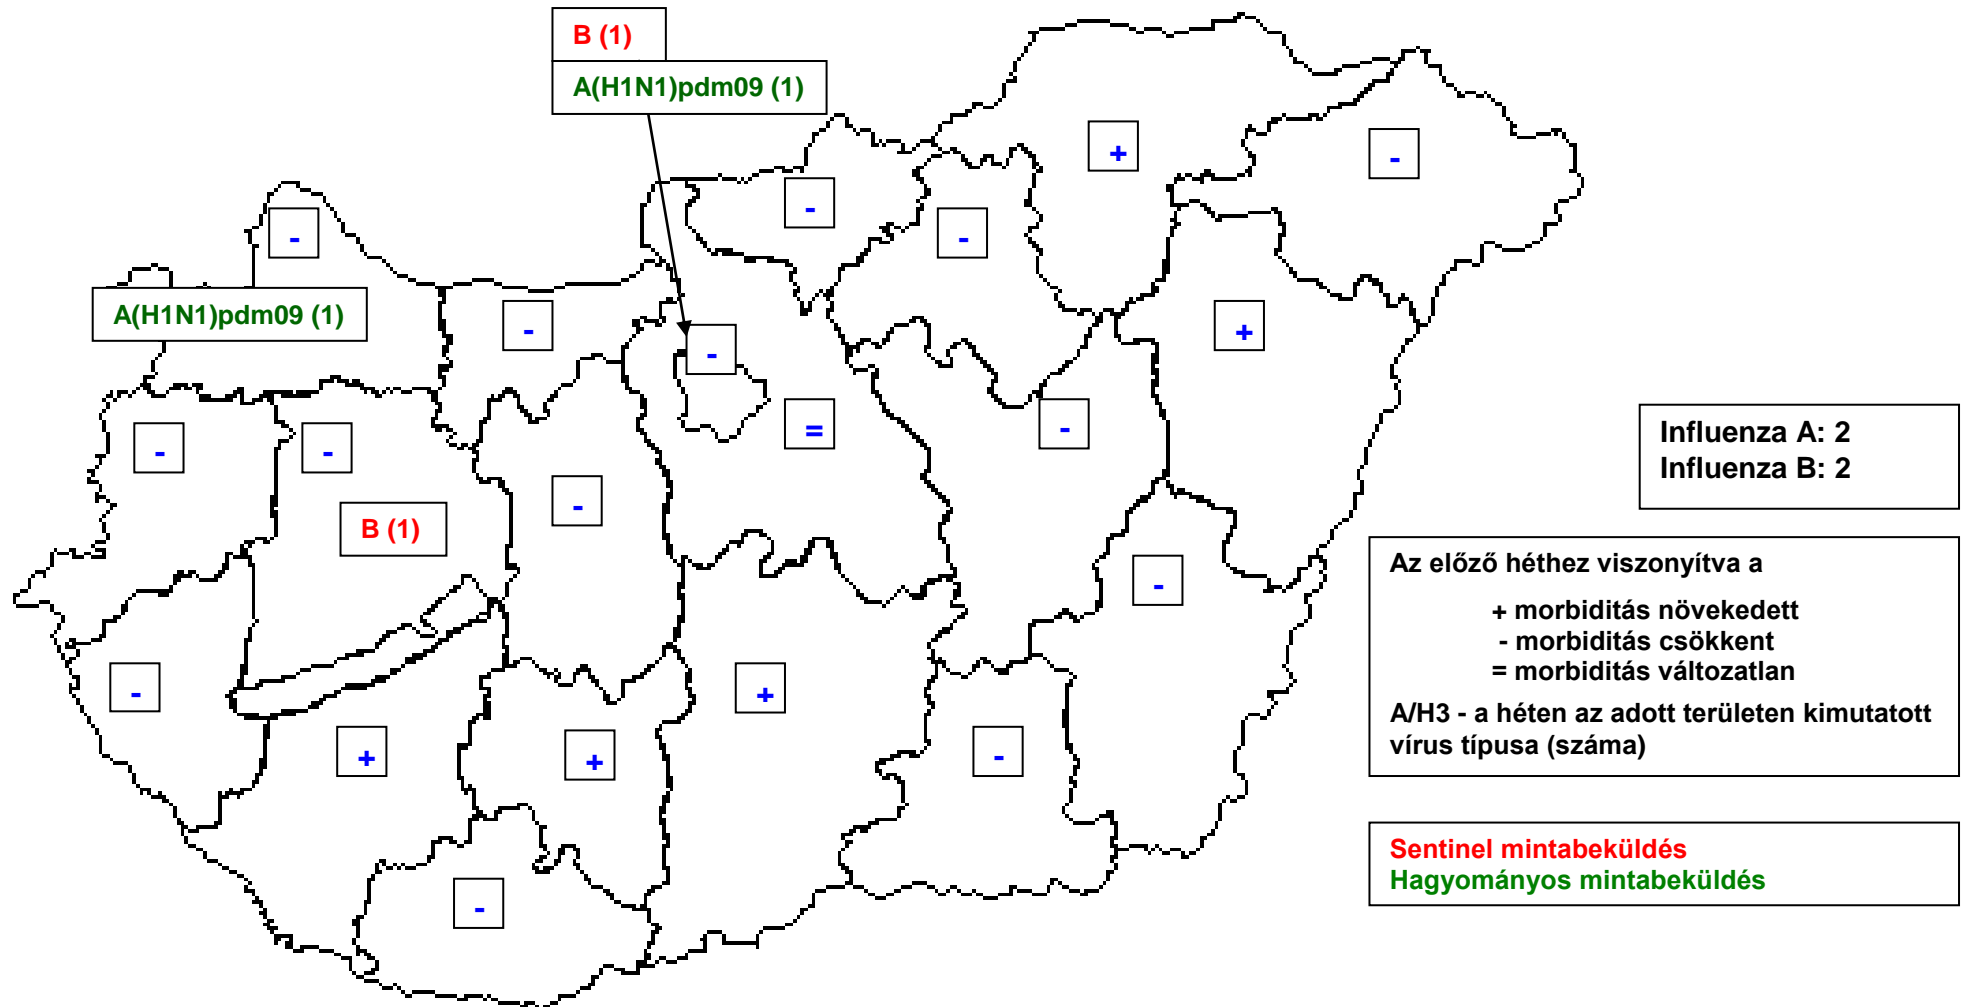 B (1)
A(H1N1)pdm09 (1)
+
-
-
-
-
A(H1N1)pdm09 (1)
-
+
-
=
-
-
-
-
B (1)
-
-
+
+
+
-
-
Influenza A: 2
Influenza B: 2
Az előző héthez viszonyítva a
+ morbiditás növekedett
- morbiditás csökkent
= morbiditás változatlan
A/H3 - a héten az adott területen kimutatott
vírus típusa (száma)
Sentinel mintabeküldés
Hagyományos mintabeküldés